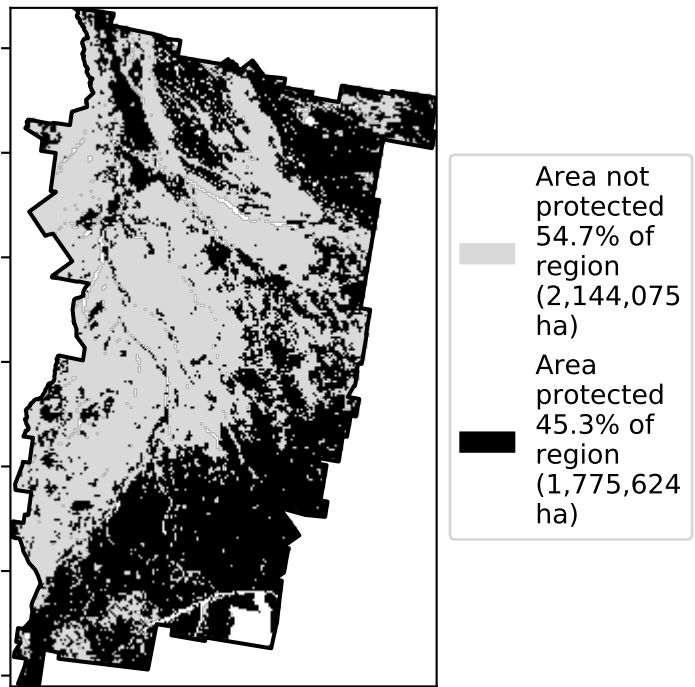 Area not
protected
54.7% of
region
(2,144,075
ha)
Area
protected
45.3% of
region
(1,775,624
ha)